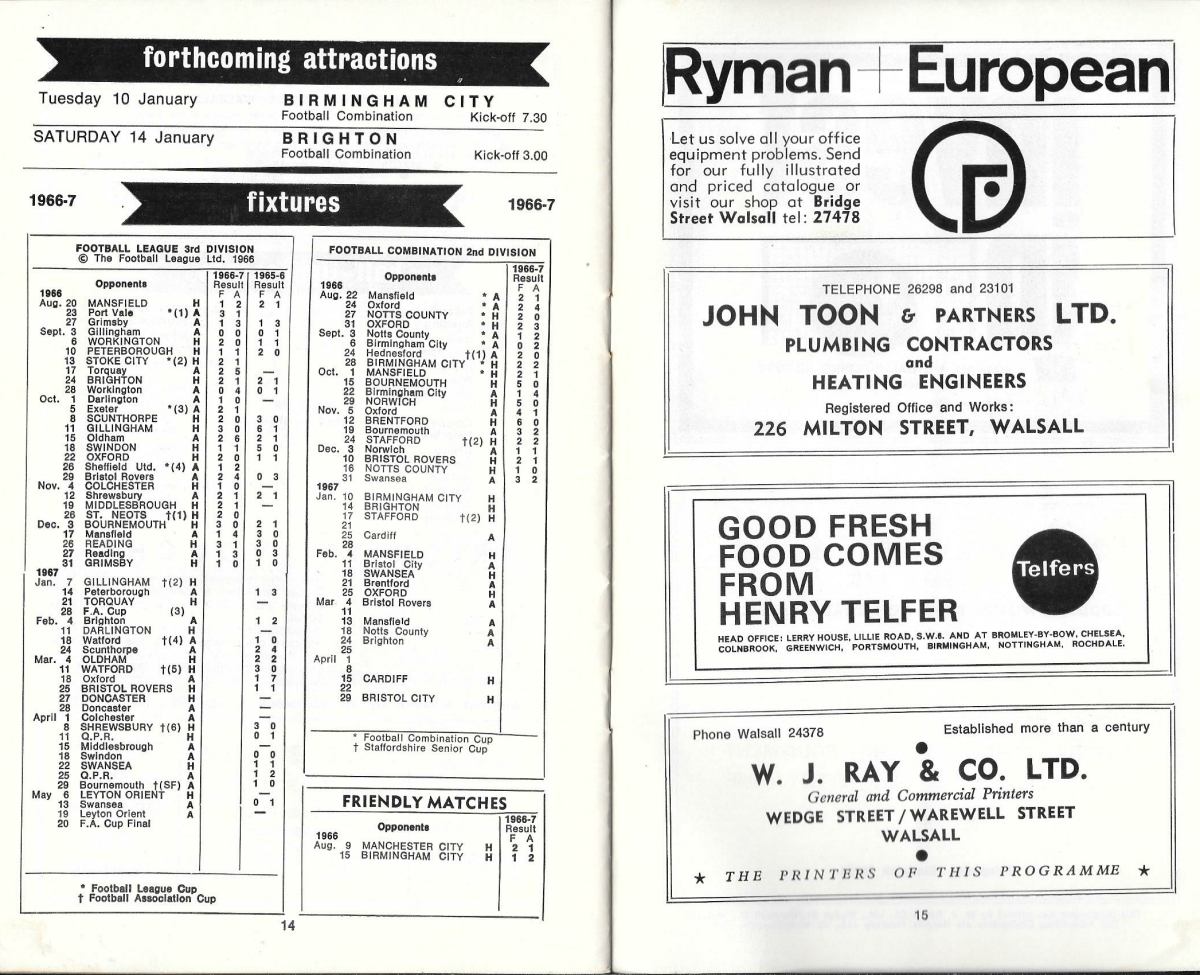 forthcoming attractions
Tuesday 10 January BIRMINGHAM CITY
Football Combination Kick-off 7.30
SATURDAY 14 January BRIGHTON
Football Combination Kick-off 3.00
1966-7 fixtures 1966-7
FOOTBALL LEAGUE 3rd DIVISION
© The Football League Ltd. 1966
1966-7 1965-6
Opponents Result Result
1966 F A F A
Aug. 20 MANSFIELD H 1 2 2 1
23 Port Vale *(1) A 3 1
27 Grimsby A 1 3 1 3
Sept. 3 Gillingham A 0 0 0 1
6 WORKINGTON H 2 0 1 1
10 PETERBOROUGH H 1 1 2 0
13 STOKE CITY *(2) H 2 1
17 Torquay A 2 5 —
24 BRIGHTON H 2 1 2 1
28 Workington A 0 4 0 1
Oct. 1 Darlington A 1 0 —
5 Exeter *(3) A 2 1
8 SCUNTHORPE H 2 0 3 0
11 GILLINGHAM H 3 0 6 1
15 Oldham A 2 6 2 1
18 SWINDON H 1 1 5 0
22 OXFORD H 2 0 1 1
26 Sheffield Utd. *(4) A 1 2
29 Bristol Rovers A 2 4 0 3
Nov. 4 COLCHESTER H 1 0 —
12 Shrewsbury A 2 1 2 1
19 MIDDLESBROUGH H 2 1 —
26 ST. NEOTS †(1) H 2 0
Dec. 3 BOURNEMOUTH H 3 0 2 1
17 Mansfield A 1 4 3 0
26 READING H 3 1 3 0
27 Reading A 1 3 0 3
31 GRIMSBY H 1 0 1 0
1967
Jan. 7 GILLINGHAM †(2) H
14 Peterborough A 1 3
21 TORQUAY H —
28 F.A. Cup (3)
Feb. 4 Brighton A 1 2
11 DARLINGTON H —
18 Watford †(4) A 1 0
24 Scunthorpe A 2 4
Mar. 4 OLDHAM H 2 2
11 WATFORD †(5) H 3 0
18 Oxford A 1 7
25 BRISTOL ROVERS H 1 1
27 DONCASTER H —
28 Doncaster A —
April 1 Colchester A —
8 SHREWSBURY †(6) H 3 0
11 Q.P.R. H 0 1
15 Middlesbrough A —
18 Swindon A 0 0
22 SWANSEA H 1 1
25 Q.P.R. A 1 2
29 Bournemouth †(SF) A 1 0
May 6 LEYTON ORIENT H —
13 Swansea A 0 1
19 Leyton Orient A —
20 F.A. Cup Final
* Football League Cup
† Football Association Cup
FOOTBALL COMBINATION 2nd DIVISION
1966-7
Opponents Result
1966 F A
Aug. 22 Mansfield * A 2 1
24 Oxford * A 2 4
27 NOTTS COUNTY * H 2 0
31 OXFORD * H 2 3
Sept. 3 Notts County * A 1 2
6 Birmingham City * A 0 2
24 Hednesford †(1) A 2 0
28 BIRMINGHAM CITY * H 2 2
Oct. 1 MANSFIELD * H 2 1
15 BOURNEMOUTH H 5 0
22 Birmingham City A 1 4
29 NORWICH H 5 0
Nov. 5 Oxford A 4 1
12 BRENTFORD H 6 0
19 Bournemouth A 3 2
24 STAFFORD †(2) H 2 2
Dec. 3 Norwich A 1 1
10 BRISTOL ROVERS H 2 1
16 NOTTS COUNTY H 1 0
31 Swansea A 3 2
1967
Jan. 10 BIRMINGHAM CITY H
14 BRIGHTON H
17 STAFFORD †(2) H
21
25 Cardiff A
28
Feb. 4 MANSFIELD H
11 Bristol City A
18 SWANSEA H
21 Brentford A
25 OXFORD H
Mar 4 Bristol Rovers A
11
13 Mansfield A
18 Notts County A
24 Brighton A
25
April 1
8
15 CARDIFF H
22
29 BRISTOL CITY H
* Football Combination Cup
† Staffordshire Senior Cup
FRIENDLY MATCHES
1966-7
Opponents Result
1966 F A
Aug. 9 MANCHESTER CITY H 2 1
15 BIRMINGHAM CITY H 1 2
14
Ryman + European
Let us solve all your office
equipment problems. Send
for our fully illustrated
and priced catalogue or
visit our shop at Bridge
Street Walsall tel: 27478
TELEPHONE 26298 and 23101
JOHN TOON & PARTNERS LTD.
PLUMBING CONTRACTORS
and
HEATING ENGINEERS
Registered Office and Works:
226 MILTON STREET, WALSALL
GOOD FRESH
FOOD COMES
FROM
HENRY TELFER
Telfers
HEAD OFFICE: LERRY HOUSE, LILLIE ROAD, S.W.6. AND AT BROMLEY-BY-BOW, CHELSEA,
COLNBROOK, GREENWICH, PORTSMOUTH, BIRMINGHAM, NOTTINGHAM, ROCHDALE.
Phone Walsall 24378 Established more than a century
W. J. RAY & CO. LTD.
General and Commercial Printers
WEDGE STREET / WAREWELL STREET
WALSALL
★ THE PRINTERS OF THIS PROGRAMME ★
15